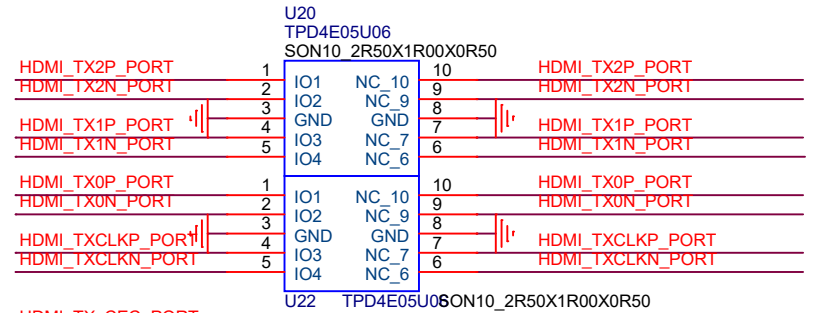 U20
TPD4E05U06
SON10_2R50X1R00X0R50
HDMI_TX2P_PORT 1 IO1 NC_10 10 HDMI_TX2P_PORT
HDMI_TX2N_PORT 2 IO2 NC_9 9 HDMI_TX2N_PORT
3 GND GND 8
HDMI_TX1P_PORT 4 IO3 NC_7 7 HDMI_TX1P_PORT
HDMI_TX1N_PORT 5 IO4 NC_6 6 HDMI_TX1N_PORT
HDMI_TX0P_PORT 1 IO1 NC_10 10 HDMI_TX0P_PORT
HDMI_TX0N_PORT 2 IO2 NC_9 9 HDMI_TX0N_PORT
3 GND GND 8
HDMI_TXCLKP_PORT 4 IO3 NC_7 7 HDMI_TXCLKP_PORT
HDMI_TXCLKN_PORT 5 IO4 NC_6 6 HDMI_TXCLKN_PORT
U22 TPD4E05U06 SON10_2R50X1R00X0R50